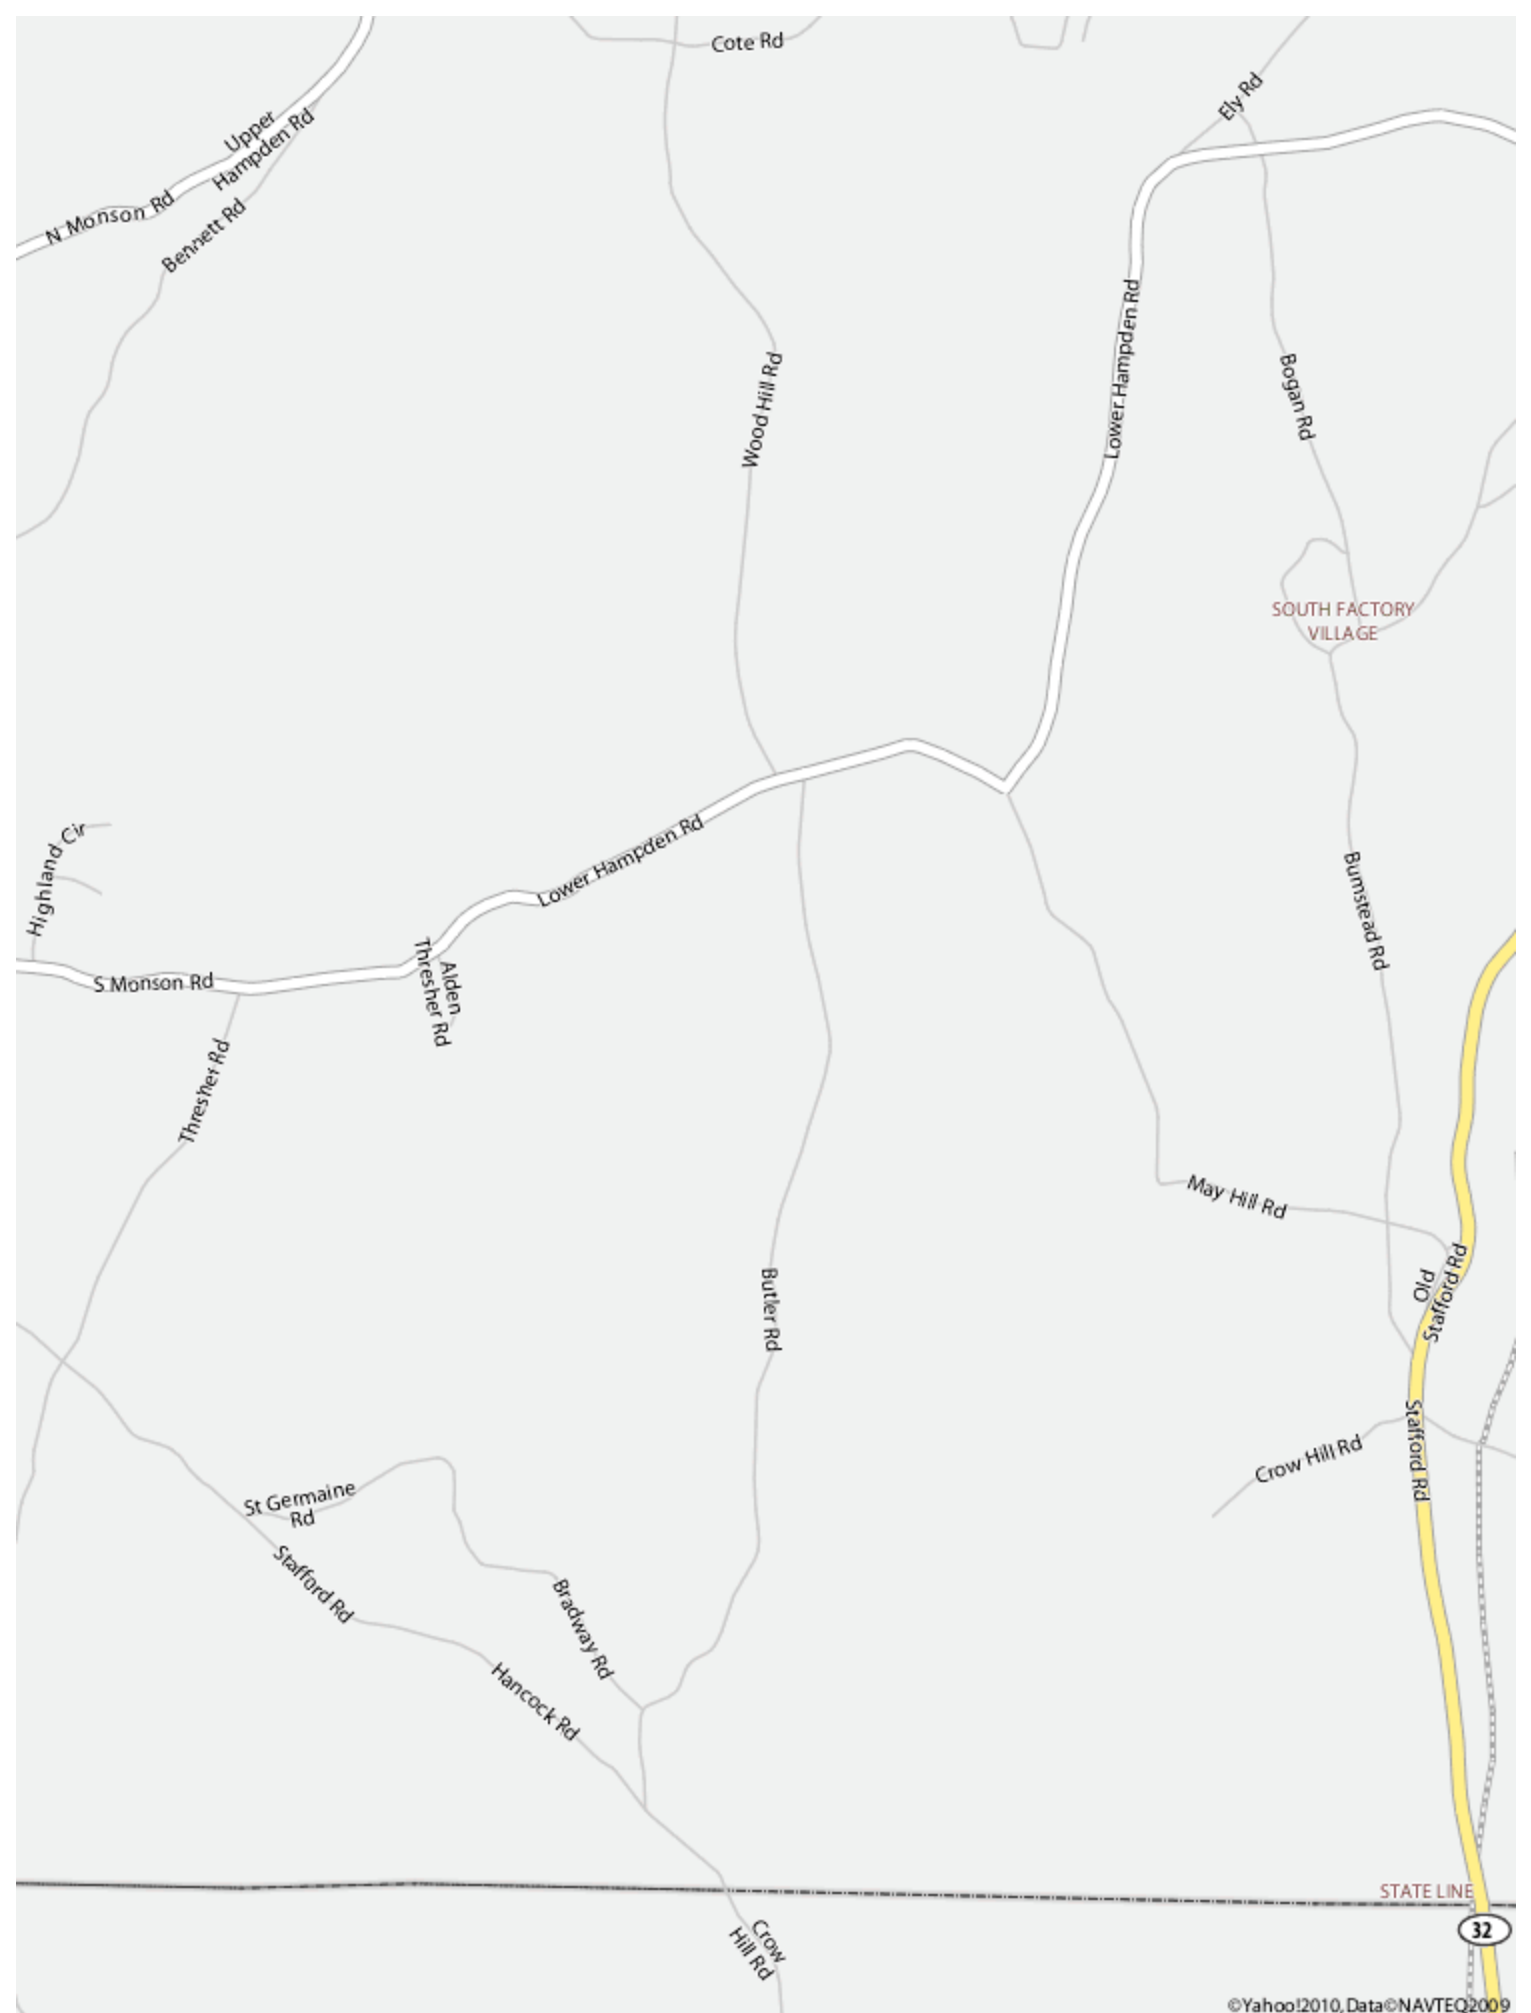 Cote Rd
Ely Rd
Upper
Hampden Rd
N Monson Rd
Bennett Rd
Lower Hampden Rd
Wood Hill Rd
Bogan Rd
SOUTH FACTORY
VILLAGE
Highland Cir
Lower Hampden Rd
Bumstead Rd
S Monson Rd
Alden
Thresher Rd
Thresher Rd
May Hill Rd
Butler Rd
Old
Stafford Rd
Stafford Rd
Crow Hill Rd
St Germaine
Rd
Stafford Rd
Bradway Rd
Hancock Rd
STATE LINE
Crow
Hill Rd
32
©Yahoo!2010, Data©NAVTEQ2009